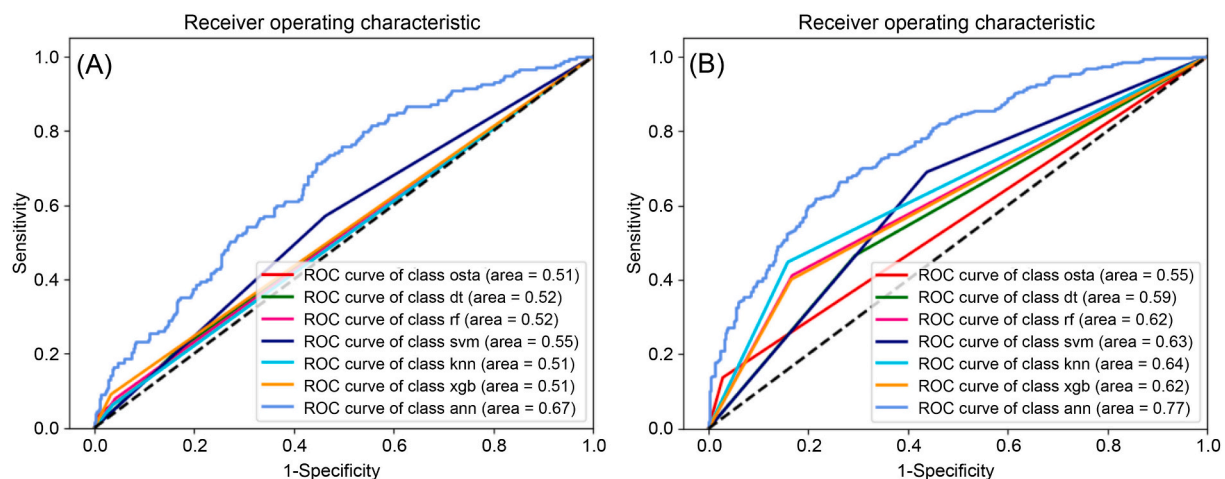 Receiver operating characteristic
(A)
1.0
0.8
0.6
0.4
0.2
0.0
Sensitivity
ROC curve of class osta (area = 0.51)
ROC curve of class dt (area = 0.52)
ROC curve of class rf (area = 0.52)
ROC curve of class svm (area = 0.55)
ROC curve of class knn (area = 0.51)
ROC curve of class xgb (area = 0.51)
ROC curve of class ann (area = 0.67)
0.0 0.2 0.4 0.6 0.8 1.0
1-Specificity
Receiver operating characteristic
(B)
1.0
0.8
0.6
0.4
0.2
0.0
Sensitivity
ROC curve of class osta (area = 0.55)
ROC curve of class dt (area = 0.59)
ROC curve of class rf (area = 0.62)
ROC curve of class svm (area = 0.63)
ROC curve of class knn (area = 0.64)
ROC curve of class xgb (area = 0.62)
ROC curve of class ann (area = 0.77)
0.0 0.2 0.4 0.6 0.8 1.0
1-Specificity